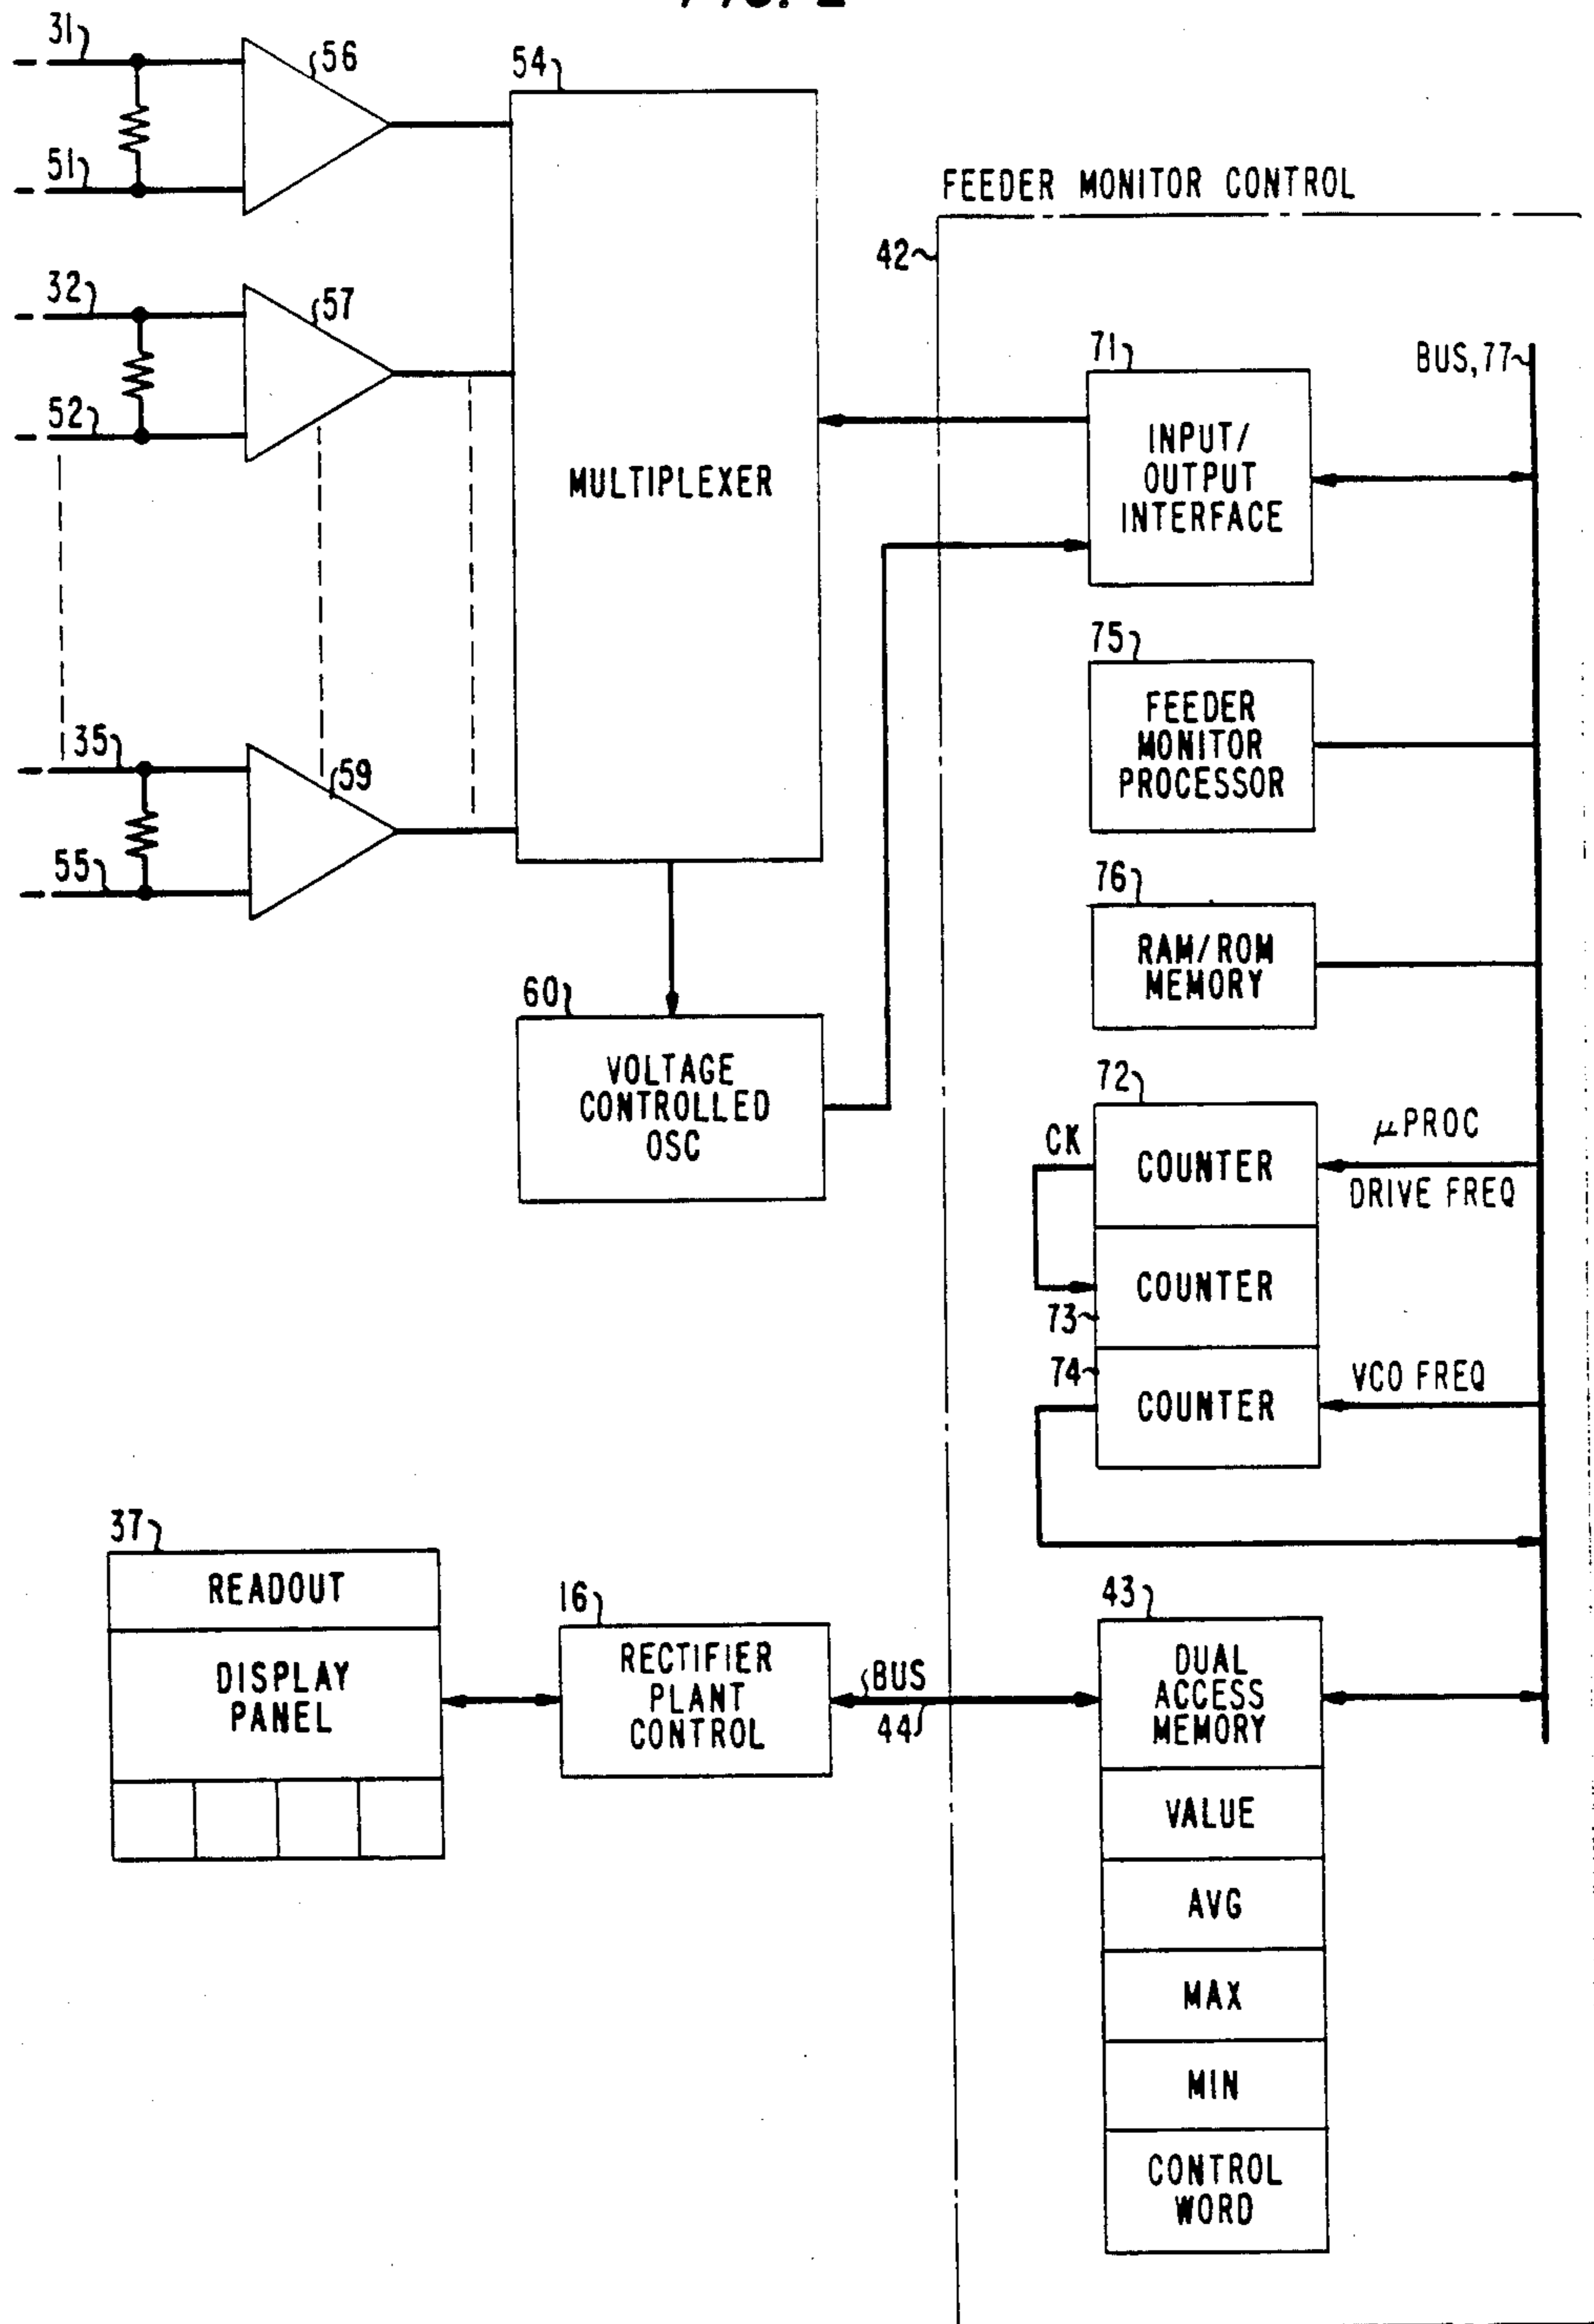 31
56
54
51
FEEDER MONITOR CONTROL
42
32
57
71
BUS,77
52
INPUT/
OUTPUT
INTERFACE
MULTIPLEXER
75
FEEDER
MONITOR
PROCESSOR
35
59
55
76
RAM/ROM
MEMORY
60
VOLTAGE
CONTROLLED
OSC
72
CK
COUNTER
μPROC
DRIVE FREQ
COUNTER
73
74
COUNTER
VCO FREQ
37
READOUT
DISPLAY
PANEL
16
RECTIFIER
PLANT
CONTROL
BUS
44
43
DUAL
ACCESS
MEMORY
VALUE
AVG
MAX
MIN
CONTROL
WORD